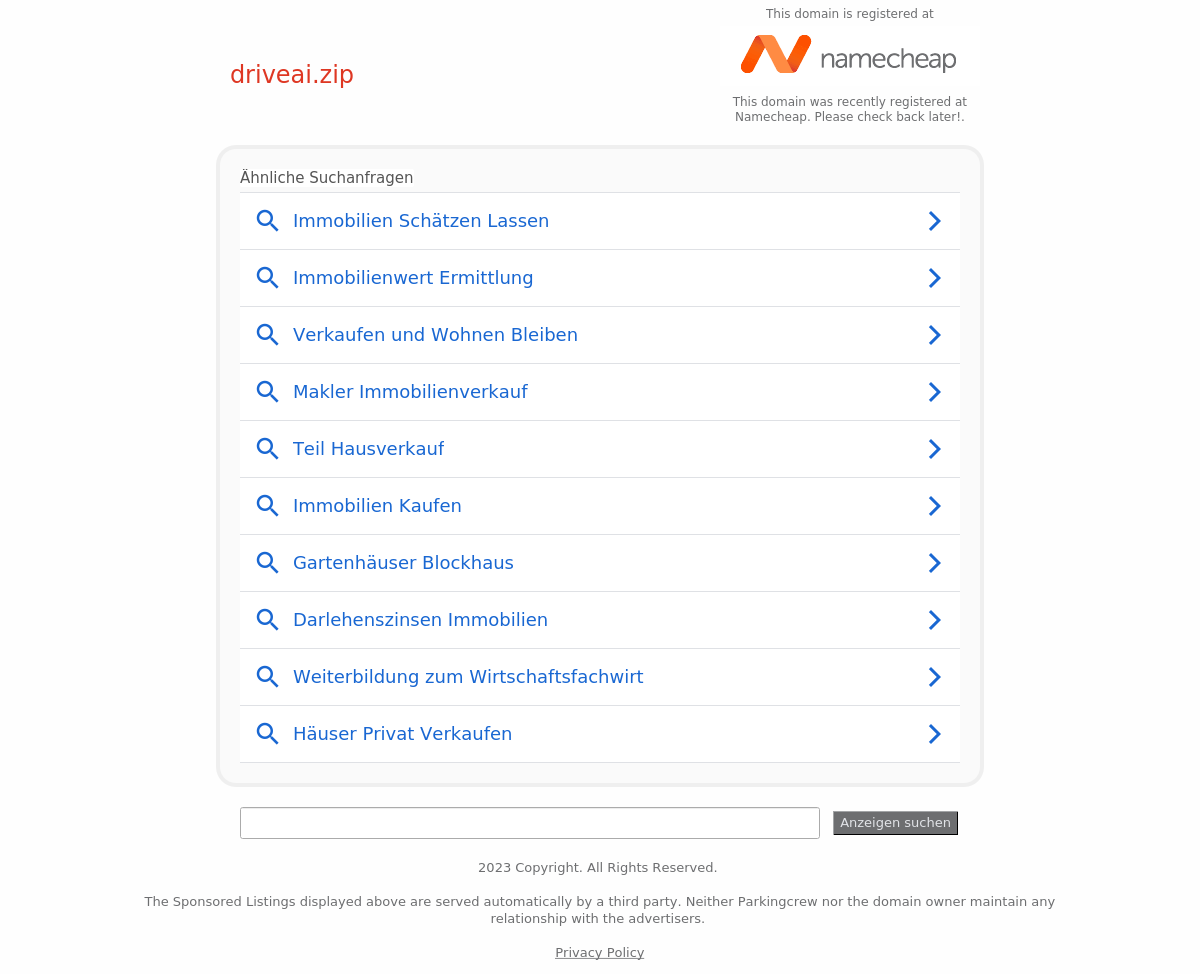 This domain is registered at
namecheap
driveai.zip
This domain was recently registered at
Namecheap. Please check back later!.
Ähnliche Suchanfragen
Immobilien Schätzen Lassen
Immobilienwert Ermittlung
Verkaufen und Wohnen Bleiben
Makler Immobilienverkauf
Teil Hausverkauf
Immobilien Kaufen
Gartenhäuser Blockhaus
Darlehenszinsen Immobilien
Weiterbildung zum Wirtschaftsfachwirt
Häuser Privat Verkaufen
Anzeigen suchen
2023 Copyright. All Rights Reserved.
The Sponsored Listings displayed above are served automatically by a third party. Neither Parkingcrew nor the domain owner maintain any
relationship with the advertisers.
Privacy Policy